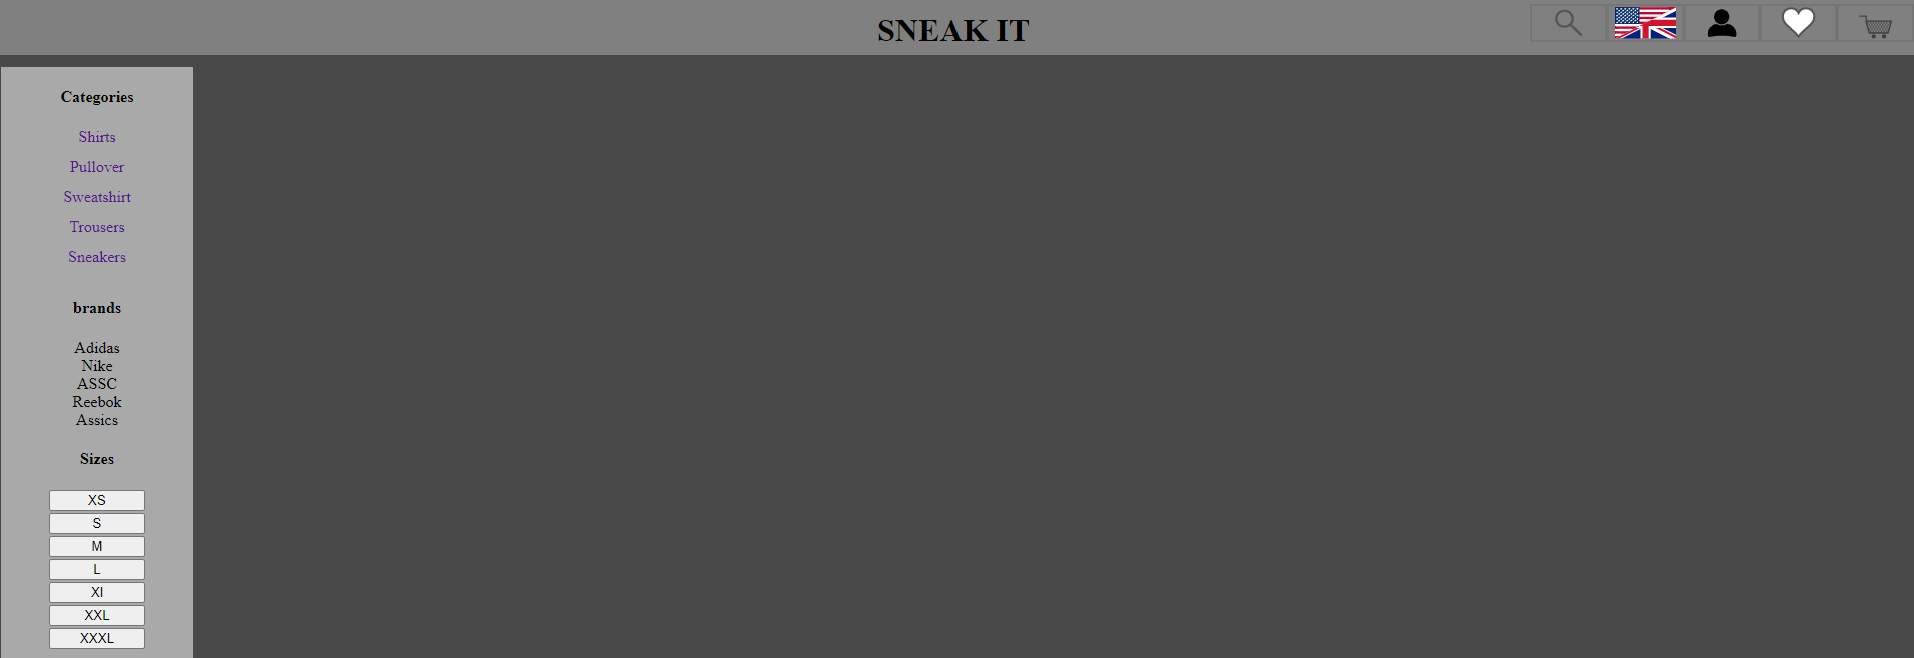 SNEAK IT
Categories
Shirts
Pullover
Sweatshirt
Trousers
Sneakers
brands
Adidas
Nike
ASSC
Reebok
Assics
Sizes
XS
S
M
L
Xl
XXL
XXXL